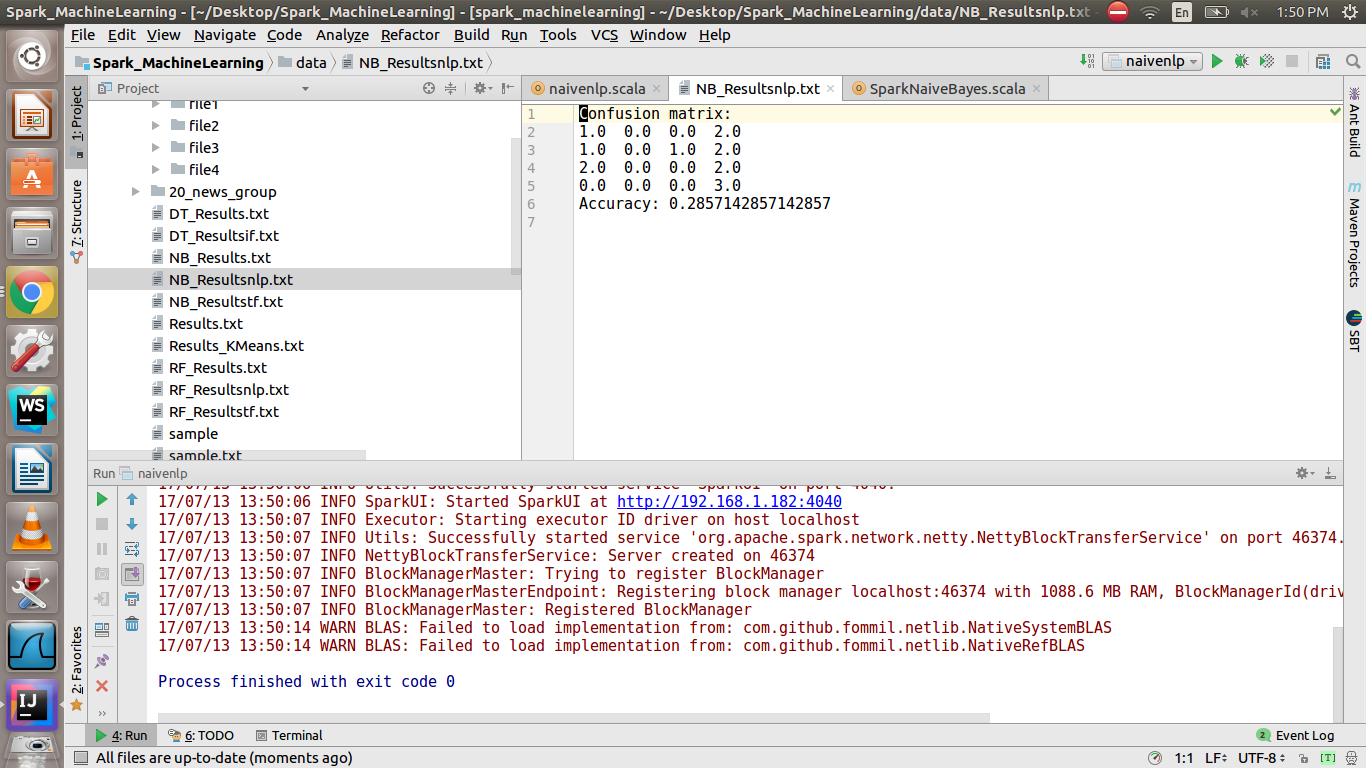 Spark_MachineLearning - [~/Desktop/Spark_MachineLearning] - [spark_machinelearning] - ~/Desktop/Spark_MachineLearning/data/NB_Resultsnlp.txt
En
1:50 PM
File Edit View Navigate Code Analyze Refactor Build Run Tools VCS Window Help
Spark_MachineLearning data NB_Resultsnlp.txt
naivenlp
1: Project
7: Structure
2: Favorites
Project
file1
file2
file3
file4
20_news_group
DT_Results.txt
DT_Resultsif.txt
NB_Results.txt
NB_Resultsnlp.txt
NB_Resultstf.txt
Results.txt
Results_KMeans.txt
RF_Results.txt
RF_Resultsnlp.txt
RF_Resultstf.txt
sample
sample.txt
naivenlp.scala NB_Resultsnlp.txt SparkNaiveBayes.scala
1 Confusion matrix:
2 1.0 0.0 0.0 2.0
3 1.0 0.0 1.0 2.0
4 2.0 0.0 0.0 2.0
5 0.0 0.0 0.0 3.0
6 Accuracy: 0.2857142857142857
7
Ant Build
m
Maven Projects
SBT
WS
IJ
Run naivenlp
17/07/13 13:50:06 INFO Utils: Successfully started service 'SparkUI' on port 4040.
17/07/13 13:50:06 INFO SparkUI: Started SparkUI at http://192.168.1.182:4040
17/07/13 13:50:07 INFO Executor: Starting executor ID driver on host localhost
17/07/13 13:50:07 INFO Utils: Successfully started service 'org.apache.spark.network.netty.NettyBlockTransferService' on port 46374.
17/07/13 13:50:07 INFO NettyBlockTransferService: Server created on 46374
17/07/13 13:50:07 INFO BlockManagerMaster: Trying to register BlockManager
17/07/13 13:50:07 INFO BlockManagerMasterEndpoint: Registering block manager localhost:46374 with 1088.6 MB RAM, BlockManagerId(driv
17/07/13 13:50:07 INFO BlockManagerMaster: Registered BlockManager
17/07/13 13:50:14 WARN BLAS: Failed to load implementation from: com.github.fommil.netlib.NativeSystemBLAS
17/07/13 13:50:14 WARN BLAS: Failed to load implementation from: com.github.fommil.netlib.NativeRefBLAS
Process finished with exit code 0
4: Run 6: TODO Terminal
2 Event Log
All files are up-to-date (moments ago)
1:1 LF UTF-8 [T]